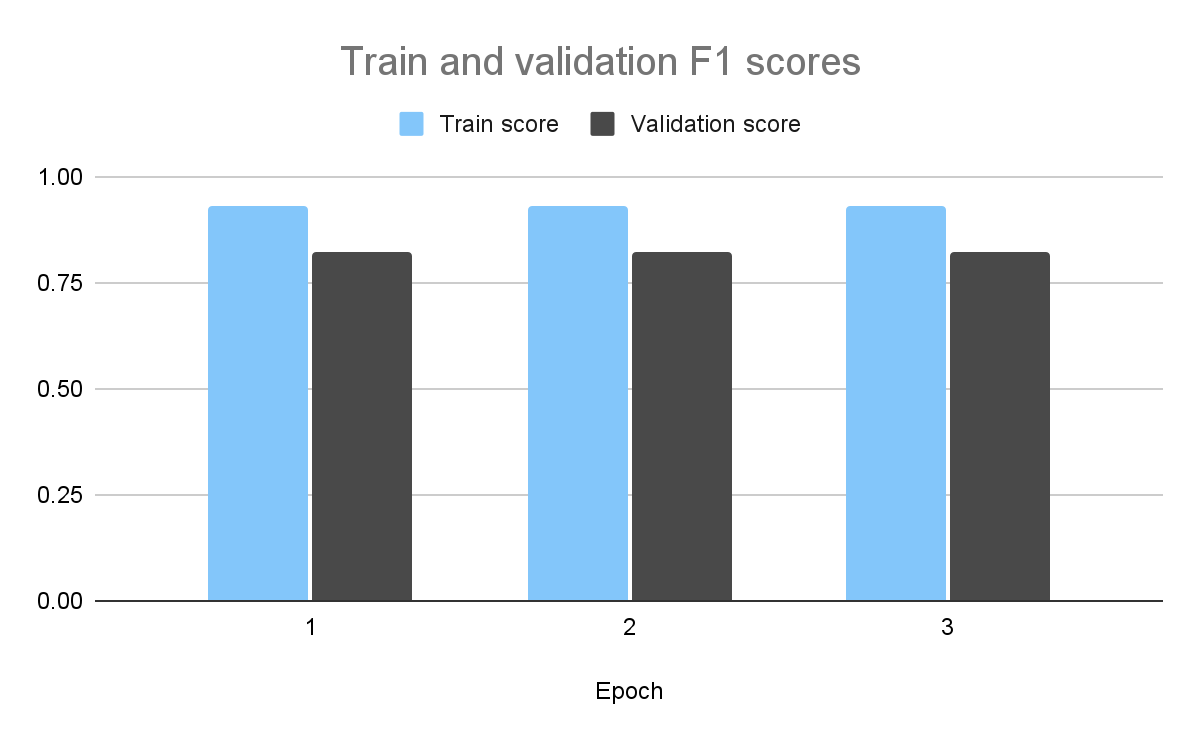 Train and validation F1 scores
Train score Validation score
1.00
0.75
0.50
0.25
0.00
1 2 3
Epoch